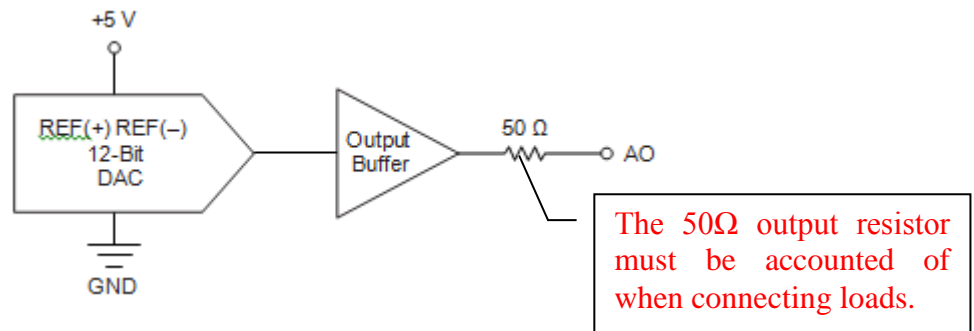 +5 V
REF(+) REF(–)
12-Bit
DAC
GND
Output
Buffer
50 Ω
AO
The 50Ω output resistor
must be accounted of
when connecting loads.